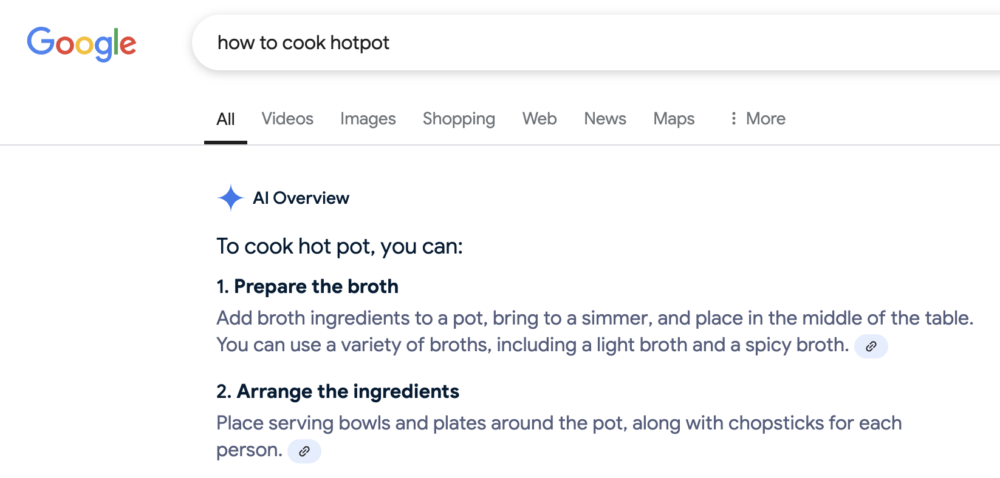 Google
how to cook hotpot
All Videos Images Shopping Web News Maps More
AI Overview
To cook hot pot, you can:
1. Prepare the broth
Add broth ingredients to a pot, bring to a simmer, and place in the middle of the table.
You can use a variety of broths, including a light broth and a spicy broth.
2. Arrange the ingredients
Place serving bowls and plates around the pot, along with chopsticks for each
person.